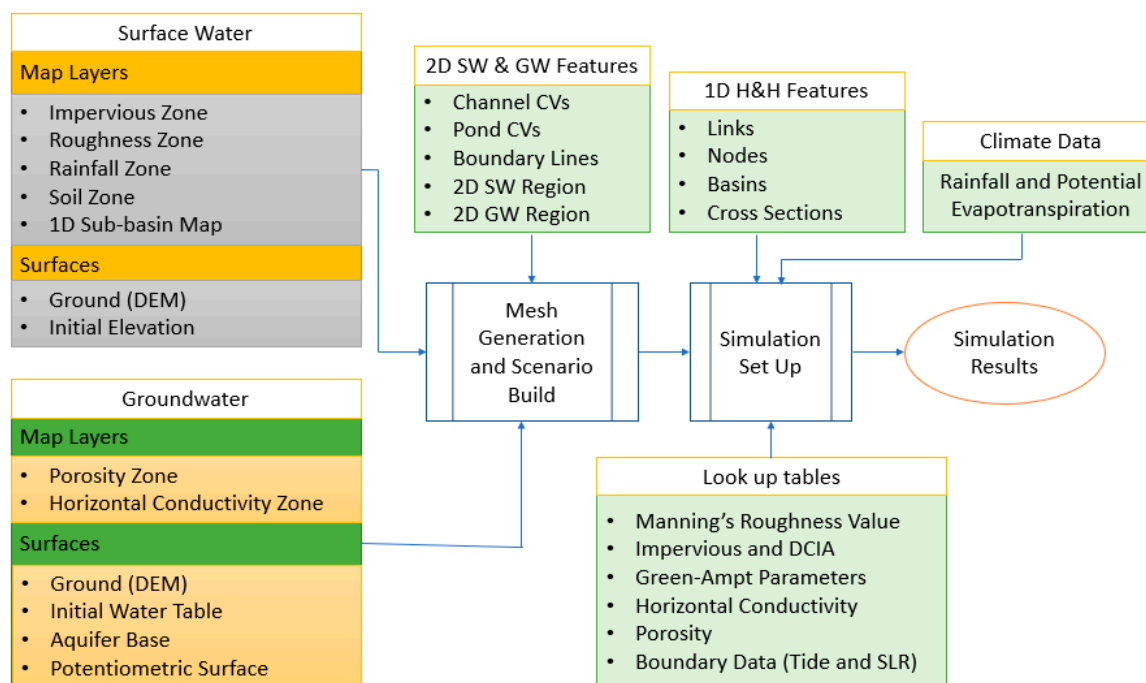 Surface Water
Map Layers
• Impervious Zone
• Roughness Zone
• Rainfall Zone
• Soil Zone
• 1D Sub-basin Map
Surfaces
• Ground (DEM)
• Initial Elevation
Groundwater
Map Layers
• Porosity Zone
• Horizontal Conductivity Zone
Surfaces
• Ground (DEM)
• Initial Water Table
• Aquifer Base
• Potentiometric Surface
2D SW & GW Features
• Channel CVs
• Pond CVs
• Boundary Lines
• 2D SW Region
• 2D GW Region
Mesh
Generation
and Scenario
Build
1D H&H Features
• Links
• Nodes
• Basins
• Cross Sections
Climate Data
Rainfall and Potential
Evapotranspiration
Simulation
Set Up
Simulation
Results
Look up tables
• Manning's Roughness Value
• Impervious and DCIA
• Green-Ampt Parameters
• Horizontal Conductivity
• Porosity
• Boundary Data (Tide and SLR)